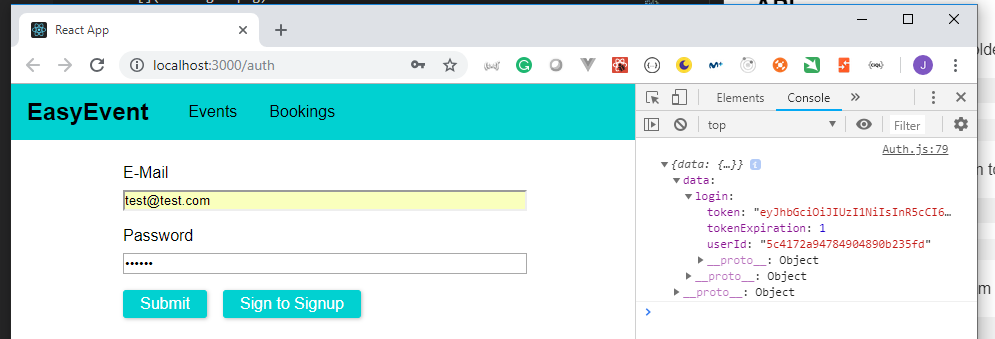 React App
localhost:3000/auth
J
EasyEvent Events Bookings
E-Mail
test@test.com
Password
••••••
Submit Sign to Signup
Elements Console »
top Filter
Auth.js:79
{data: {…}} i
data:
login:
token: "eyJhbGciOiJIUzI1NiIsInR5cCI6…
tokenExpiration: 1
userId: "5c4172a94784904890b235fd"
__proto__: Object
__proto__: Object
__proto__: Object